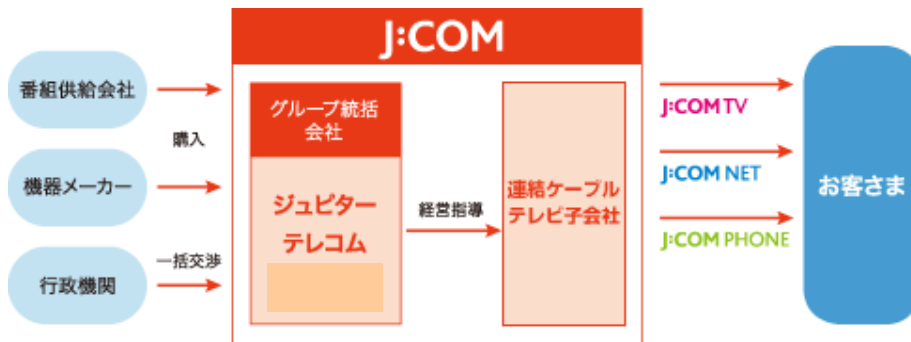 J:COM
番組供給会社
購入
機器メーカー
一括交渉
行政機関
グループ統括
会社
ジュピター
テレコム
経営指導
連結ケーブル
テレビ子会社
J:COM TV
J:COM NET
J:COM PHONE
お客さま